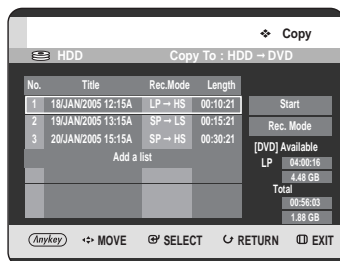 ❖ Copy
HDD Copy To : HDD → DVD
No. Title Rec.Mode Length
1 18/JAN/2005 12:15A LP → HS 00:10:21
2 19/JAN/2005 13:15A SP → LS 00:15:21
3 20/JAN/2005 15:15A SP → HS 00:30:21
Add a list
Start
Rec. Mode
[DVD] Available
LP 04:00:16
4.48 GB
Total
00:56:03
1.88 GB
Anykey MOVE SELECT RETURN EXIT